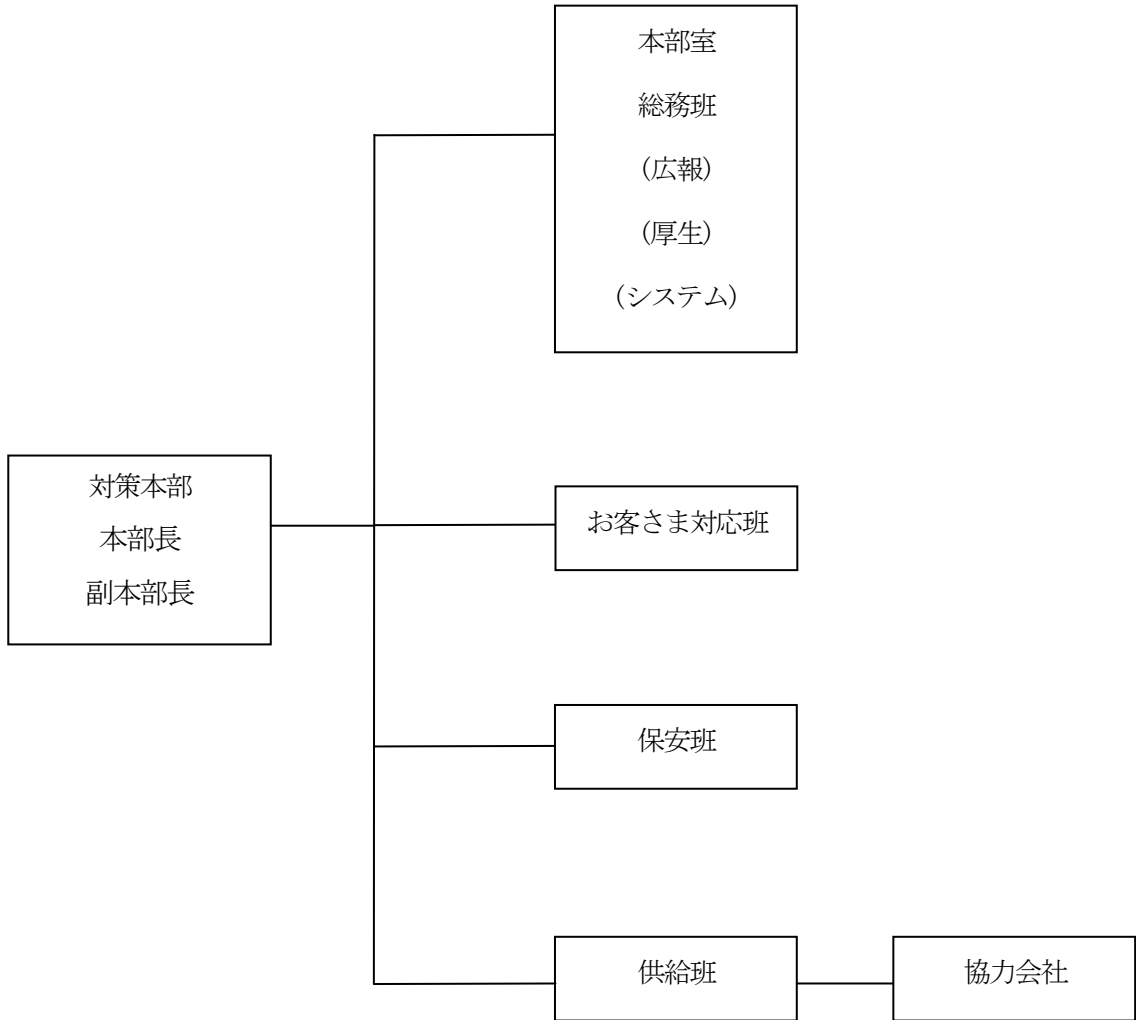 本部室
総務班
（広報）
（厚生）
（システム）
対策本部
本部長
副本部長
お客さま対応班
保安班
供給班
協力会社